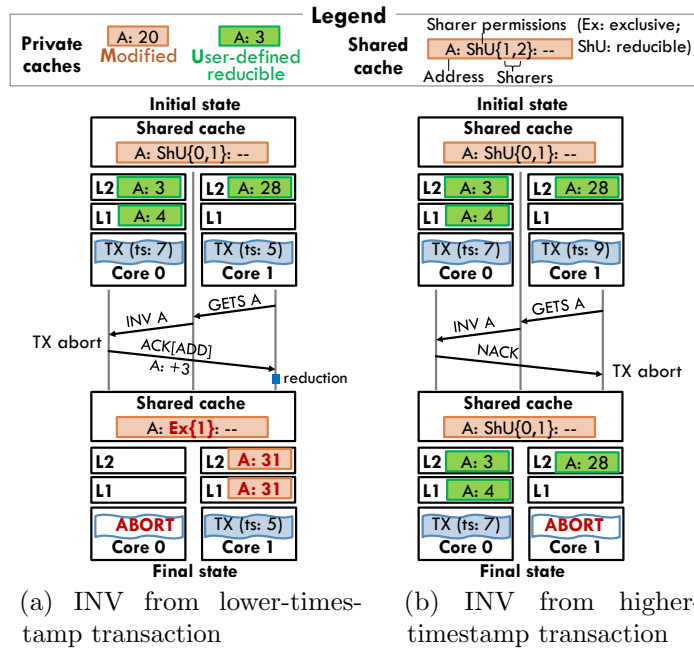 Legend
Private caches
A: 20
Modified
A: 3
User-defined reducible
Shared cache
Sharer permissions
(Ex: exclusive; ShU: reducible)
A: ShU{1,2}: --
Address
Sharers
Initial state
Shared cache
A: ShU{0,1}: --
L2 A: 3
L2 A: 28
L1 A: 4
L1
TX (ts: 7)
TX (ts: 5)
Core 0
Core 1
GETS A
INV A
TX abort
ACK[ADD]
A: +3
reduction
Shared cache
A: Ex{1}: --
L2
L2 A: 31
L1
L1 A: 31
ABORT
TX (ts: 5)
Core 0
Core 1
Final state
(a) INV from lower-times-
tamp transaction
Initial state
Shared cache
A: ShU{0,1}: --
L2 A: 3
L2 A: 28
L1 A: 4
L1
TX (ts: 7)
TX (ts: 9)
Core 0
Core 1
GETS A
INV A
NACK
TX abort
Shared cache
A: ShU{0,1}: --
L2 A: 3
L2 A: 28
L1 A: 4
L1
TX (ts: 7)
ABORT
Core 0
Core 1
Final state
(b) INV from higher-
timestamp transaction